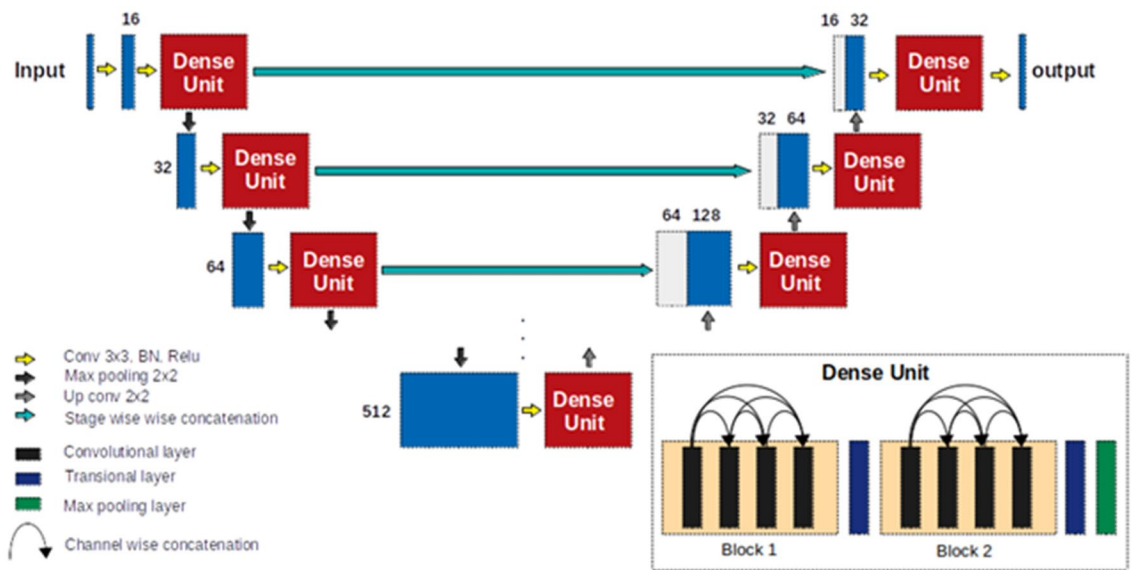 16
16 32
Input
Dense
Unit
Dense
Unit
output
32
Dense
Unit
32 64
Dense
Unit
64
Dense
Unit
64 128
Dense
Unit
512
Dense
Unit
Conv 3x3, BN, Relu
Max pooling 2x2
Up conv 2x2
Stage wise wise concatenation
Convolutional layer
Transional layer
Max pooling layer
Channel wise concatenation
Dense Unit
Block 1
Block 2